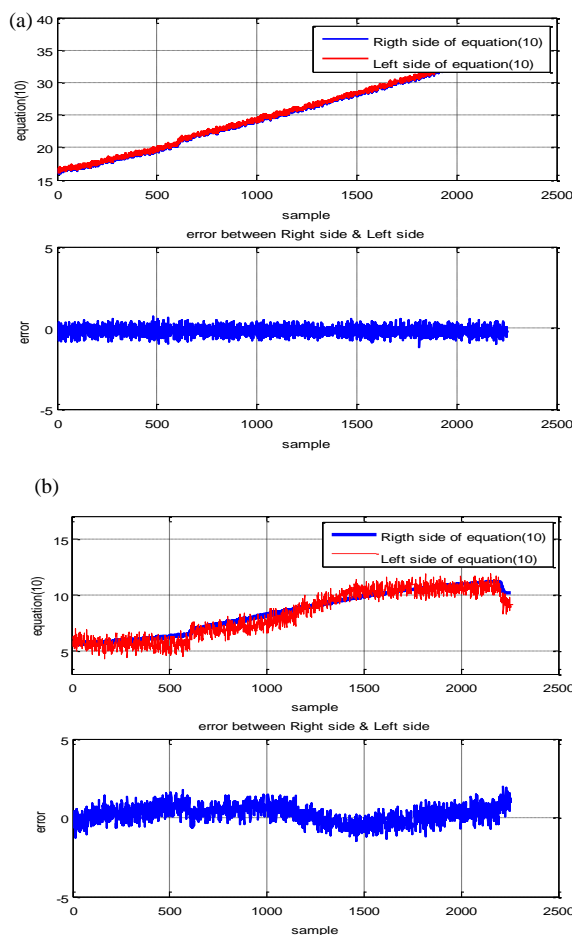 (a)
40
35
30
25
20
15
equation(10)
Rigth side of equation(10)
Left side of equation(10)
0 500 1000 1500 2000 2500
sample
error between Right side & Left side
5
0
-5
error
0 500 1000 1500 2000 2500
sample
(b)
15
10
5
equation(10)
Rigth side of equation(10)
Left side of equation(10)
0 500 1000 1500 2000 2500
sample
error between Right side & Left side
5
0
-5
error
0 500 1000 1500 2000 2500
sample